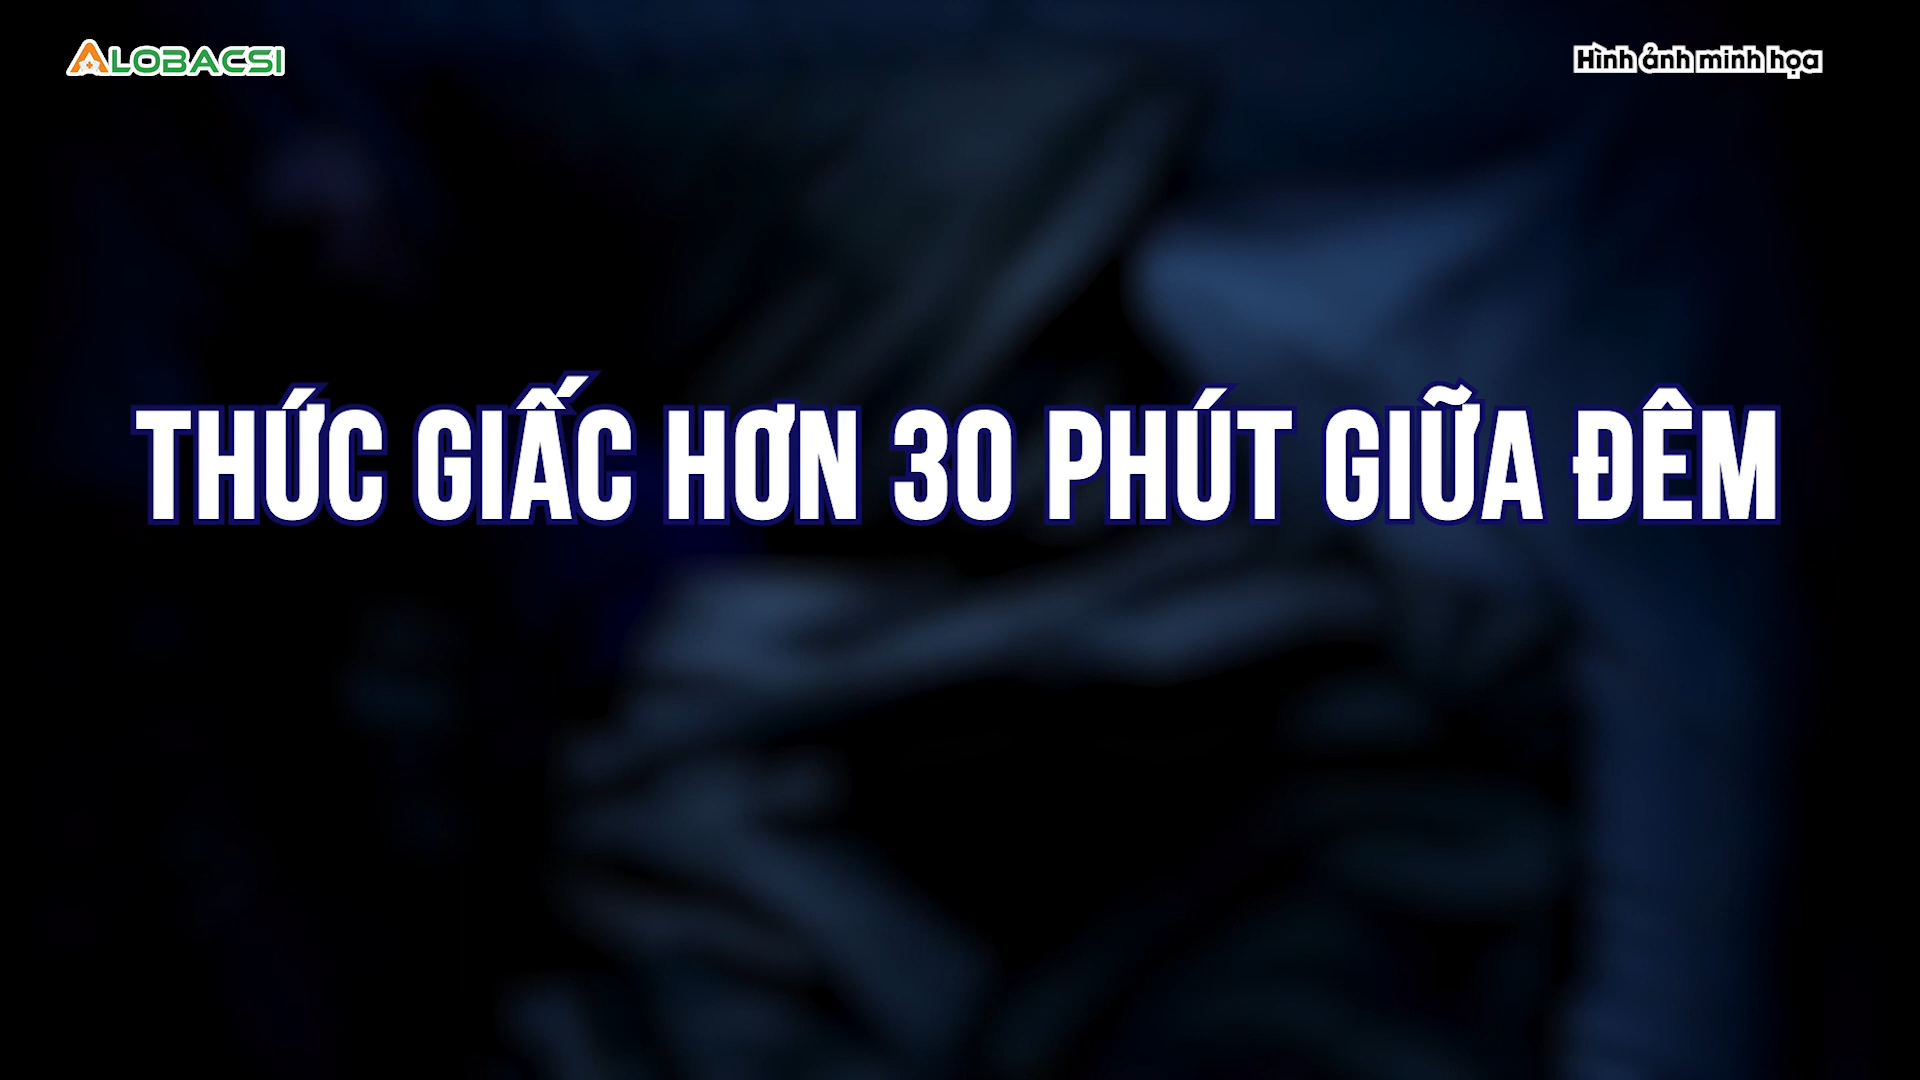 ALOBACSI
Hình ảnh minh họa
THỨC GIẤC HƠN 30 PHÚT GIỮA ĐÊM